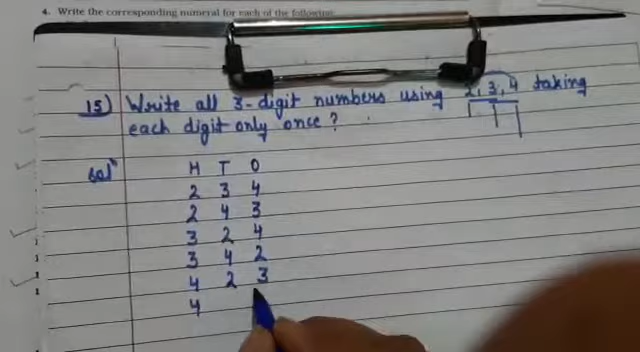 4. Write the corresponding numeral for each of the following
15) Write all 3-digit numbers using 2, 3, 4 taking
each digit only once?
Solⁿ H T O
2 3 4
2 4 3
3 2 4
3 4 2
4 2 3
4